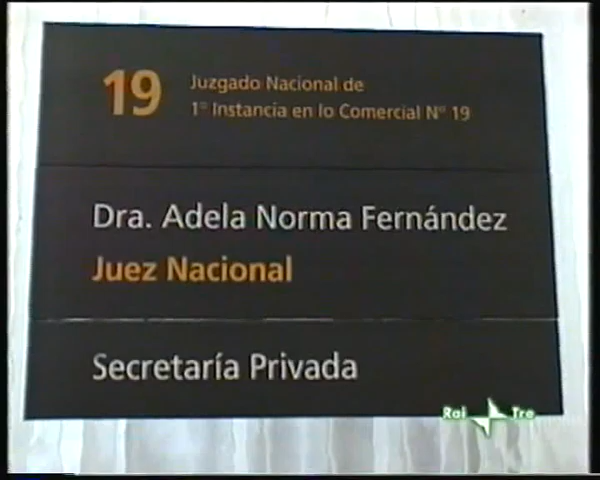 19
Juzgado Nacional de
1° Instancia en lo Comercial N° 19
Dra. Adela Norma Fernández
Juez Nacional
Secretaría Privada
Rai Tre